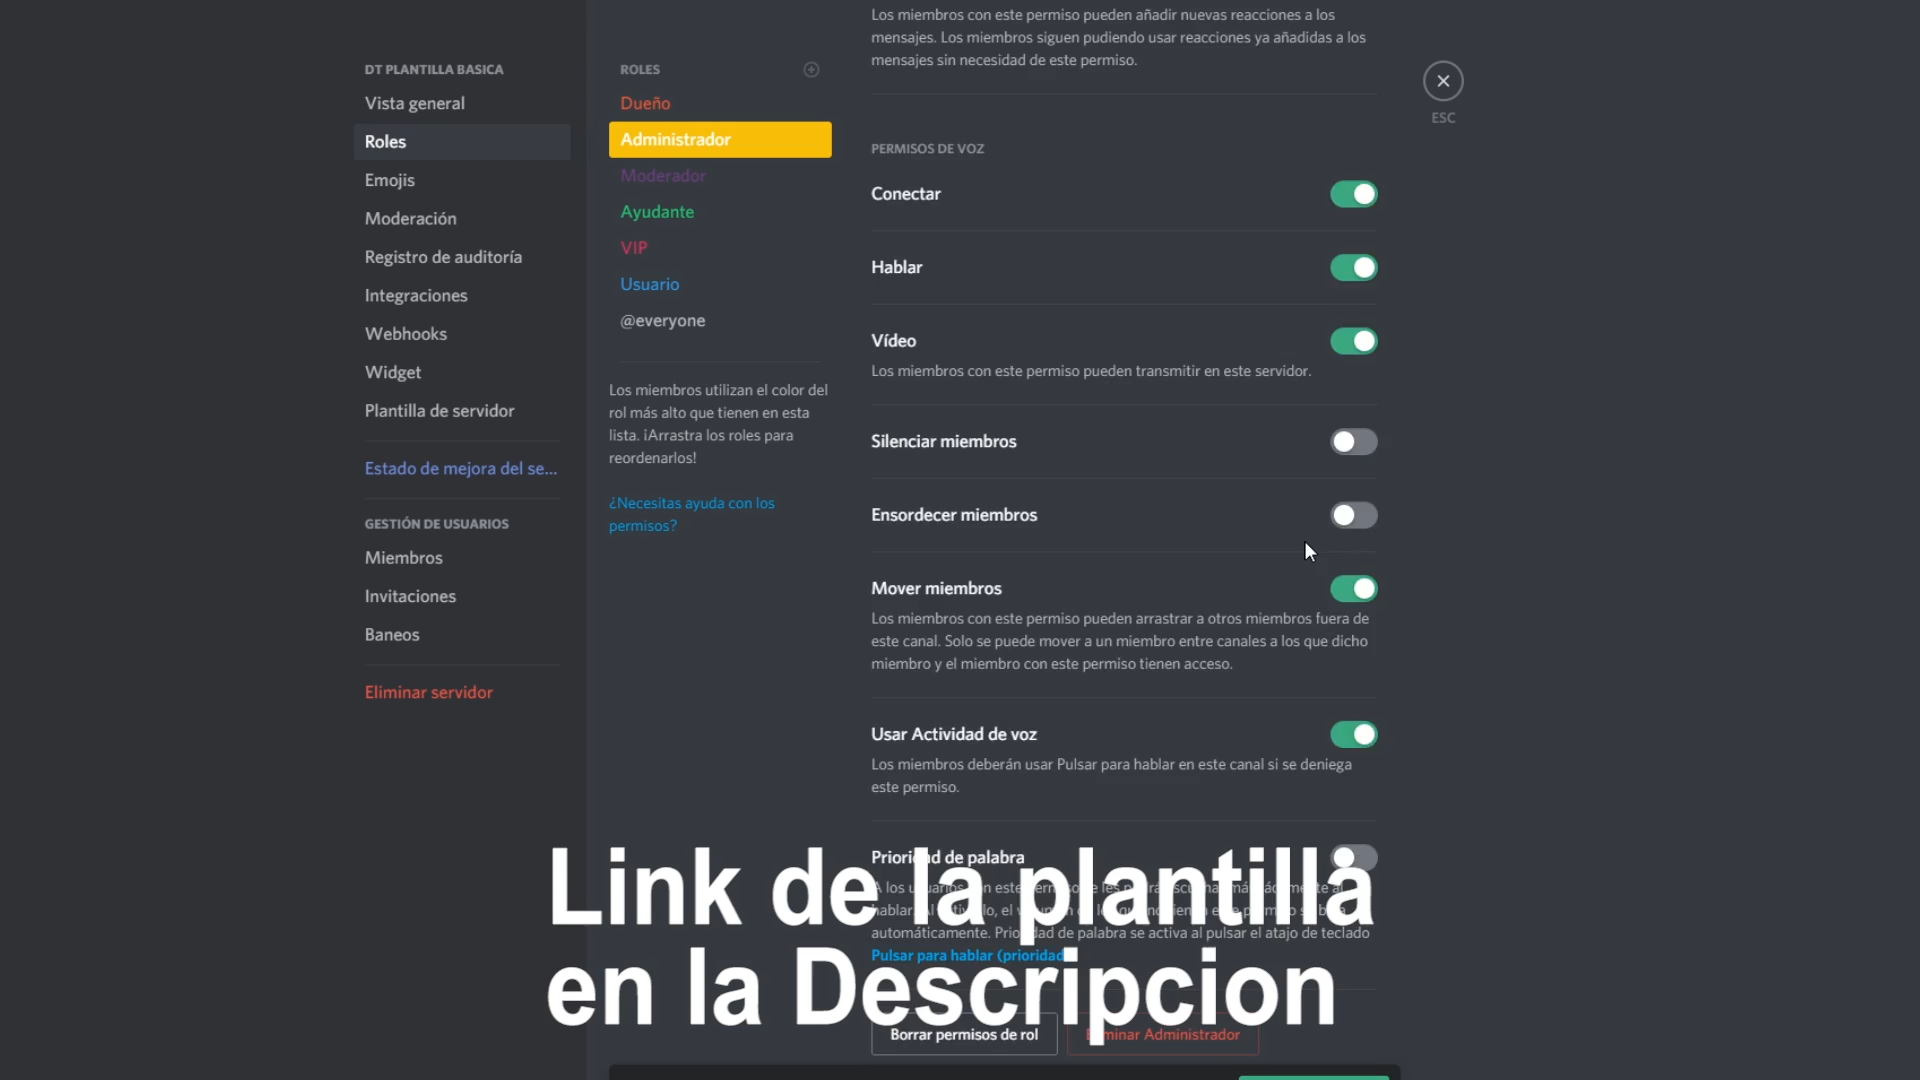 DT PLANTILLA BASICA
Vista general
Roles
Emojis
Moderación
Registro de auditoría
Integraciones
Webhooks
Widget
Plantilla de servidor
Estado de mejora del se...
GESTIÓN DE USUARIOS
Miembros
Invitaciones
Baneos
Eliminar servidor
ROLES
Dueño
Administrador
Moderador
Ayudante
VIP
Usuario
@everyone
Los miembros utilizan el color del
rol más alto que tienen en esta
lista. ¡Arrastra los roles para
reordenarlos!
¿Necesitas ayuda con los
permisos?
Los miembros con este permiso pueden añadir nuevas reacciones a los
mensajes. Los miembros siguen pudiendo usar reacciones ya añadidas a los
mensajes sin necesidad de este permiso.
PERMISOS DE VOZ
Conectar
Hablar
Vídeo
Los miembros con este permiso pueden transmitir en este servidor.
Silenciar miembros
Ensordecer miembros
Mover miembros
Los miembros con este permiso pueden arrastrar a otros miembros fuera de
este canal. Solo se puede mover a un miembro entre canales a los que dicho
miembro y el miembro con este permiso tienen acceso.
Usar Actividad de voz
Los miembros deberán usar Pulsar para hablar en este canal si se deniega
este permiso.
Prioridad de palabra
automáticamente. Prioridad de palabra se activa al pulsar el atajo de teclado
Pulsar para hablar (prioridad
Borrar permisos de rol
Eliminar Administrador
ESC
Link de la plantilla
en la Descripcion